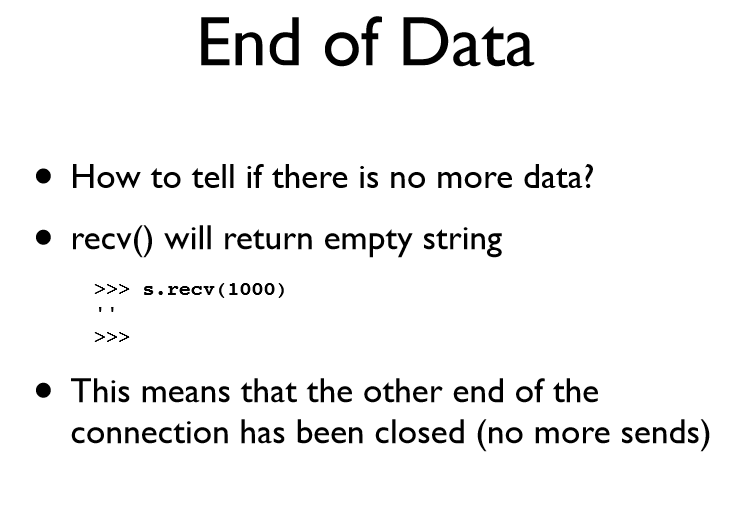 End of Data
• How to tell if there is no more data?
• recv() will return empty string
>>> s.recv(1000)
''
>>>
• This means that the other end of the
connection has been closed (no more sends)